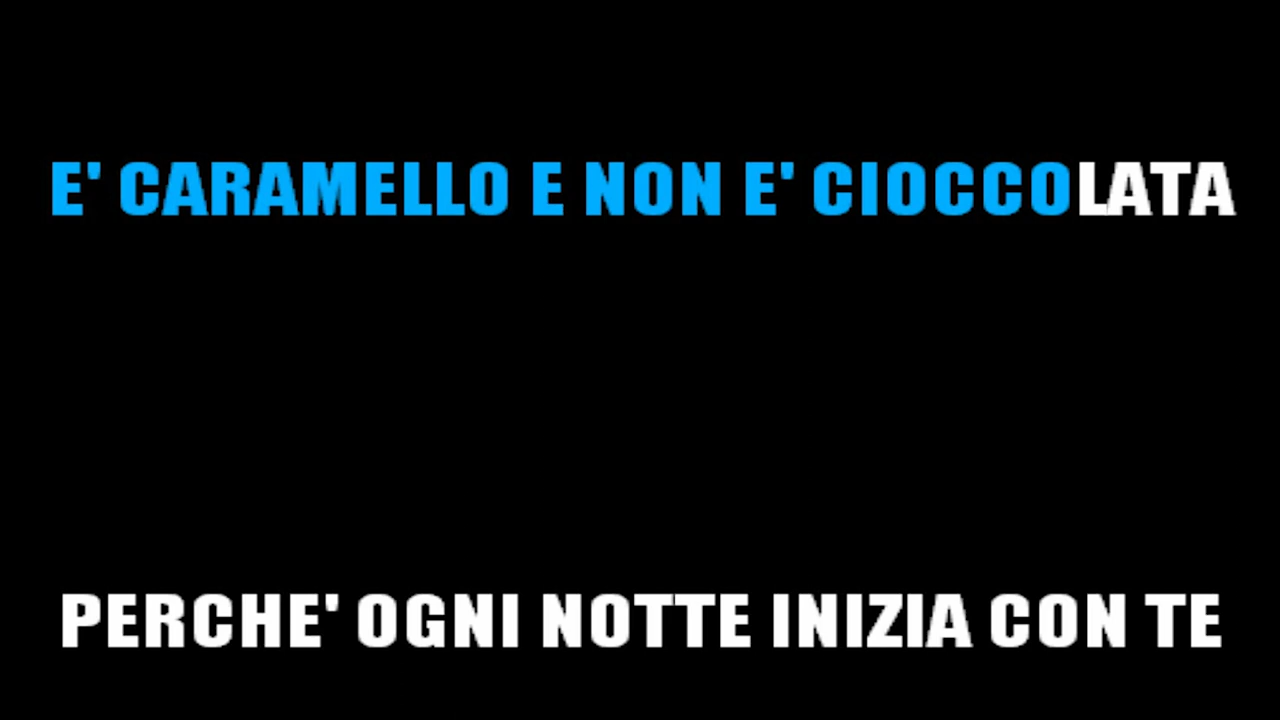 E' CARAMELLO E NON E' CIOCCOLATA
PERCHE' OGNI NOTTE INIZIA CON TE